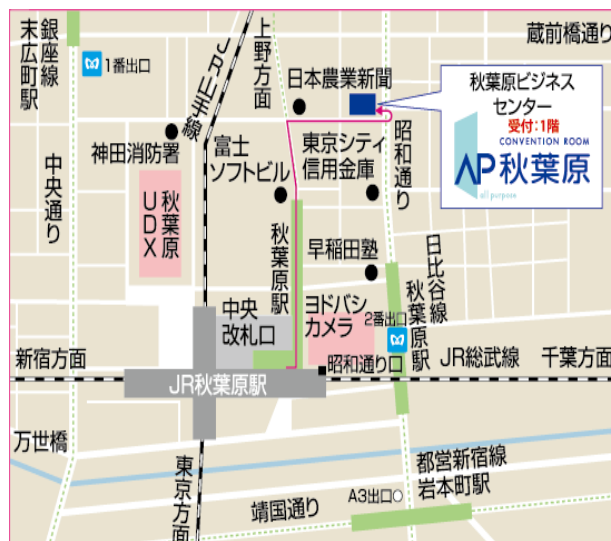 銀座線
末広町駅
1番出口
JR山手線
上野方面
蔵前橋通り
日本農業新聞
秋葉原ビジネス
センター
受付:1階
CONVENTION ROOM
AP秋葉原
all purpose
神田消防署
富士
ソフトビル
東京シティ
信用金庫
昭和通り
中央通り
秋葉原
UDX
秋葉原駅
早稲田塾
日比谷線
秋葉原駅
中央
改札口
ヨドバシ
カメラ
2番出口
新宿方面
昭和通り口
JR総武線
千葉方面
JR秋葉原駅
万世橋
東京方面
都営新宿線
岩本町駅
A3出口
靖国通り